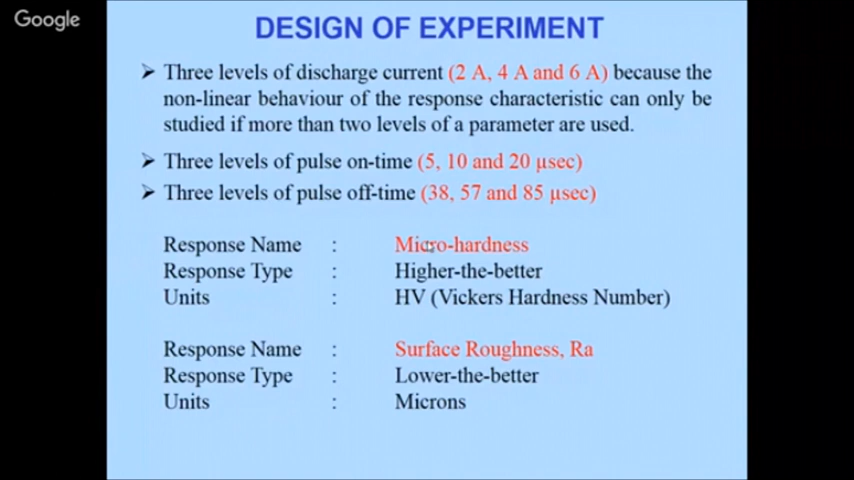 Google
DESIGN OF EXPERIMENT
➢ Three levels of discharge current (2 A, 4 A and 6 A) because the
non-linear behaviour of the response characteristic can only be
studied if more than two levels of a parameter are used.
➢ Three levels of pulse on-time (5, 10 and 20 µsec)
➢ Three levels of pulse off-time (38, 57 and 85 µsec)
Response Name : Micro-hardness
Response Type : Higher-the-better
Units : HV (Vickers Hardness Number)
Response Name : Surface Roughness, Ra
Response Type : Lower-the-better
Units : Microns